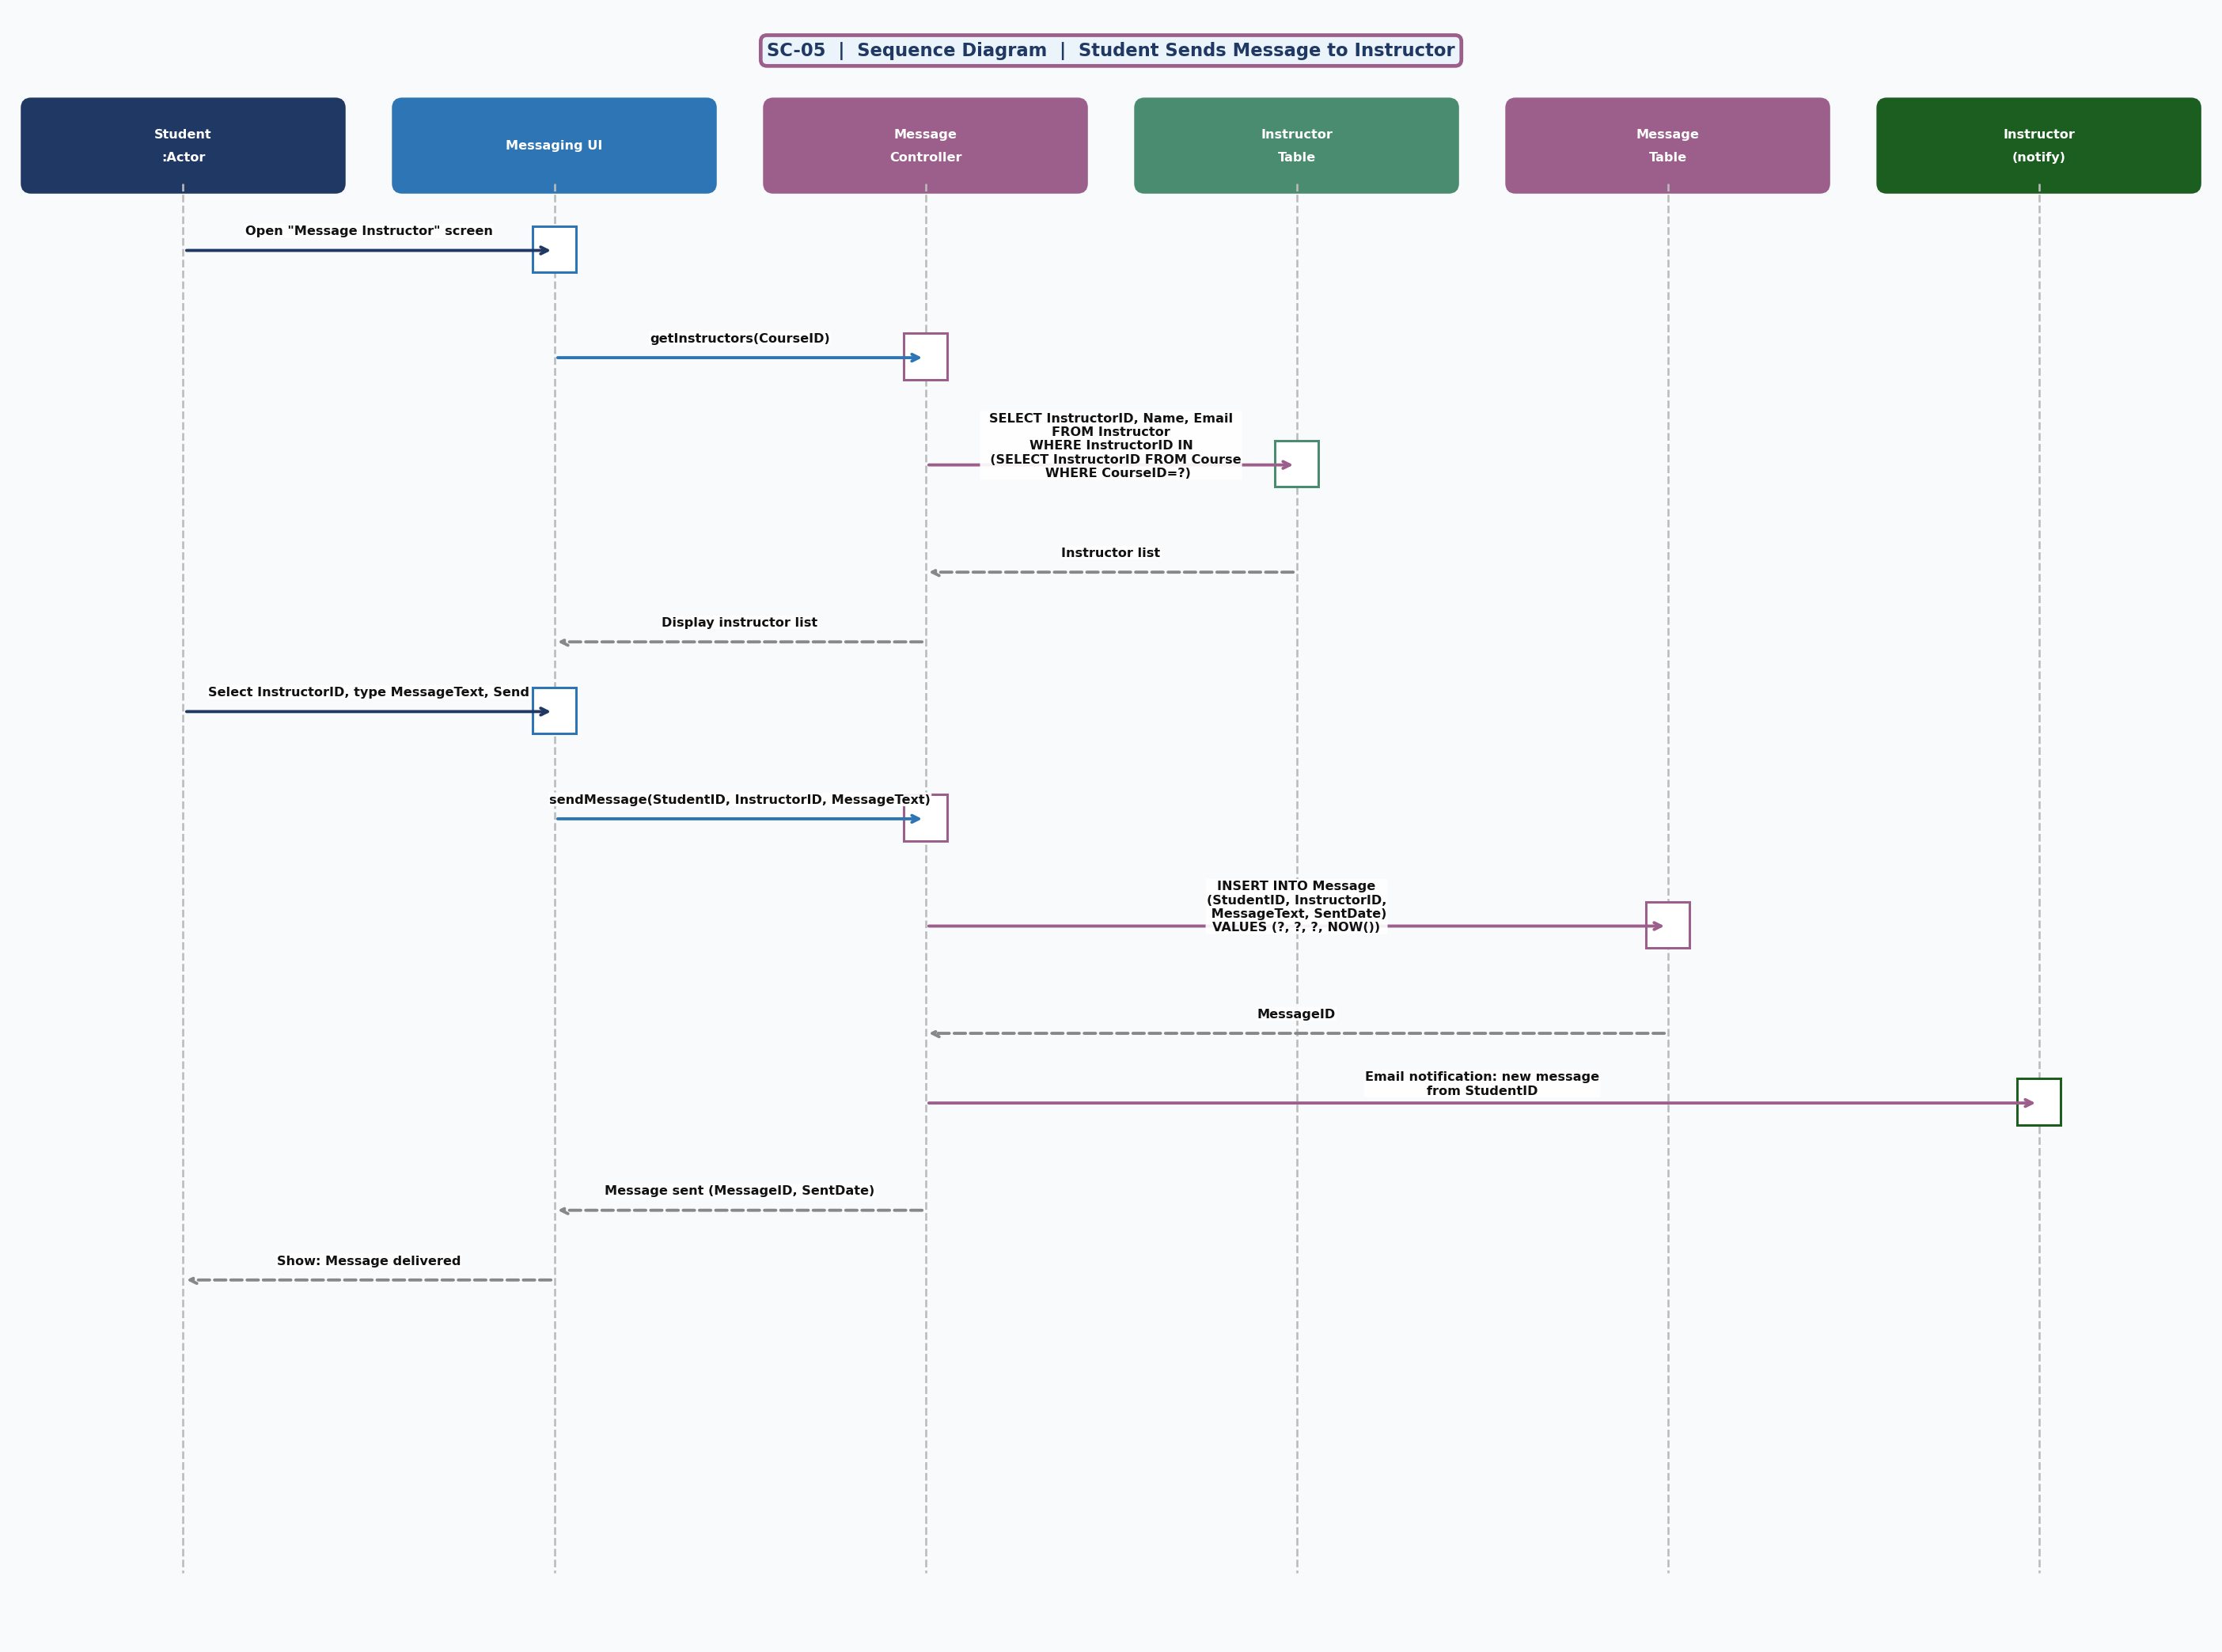 SC-05 | Sequence Diagram | Student Sends Message to Instructor
Student
:Actor
Messaging UI
Message
Controller
Instructor
Table
Message
Table
Instructor
(notify)
Open "Message Instructor" screen
getInstructors(CourseID)
SELECT InstructorID, Name, Email
FROM Instructor
WHERE InstructorID IN
(SELECT InstructorID FROM Course
WHERE CourseID=?)
Instructor list
Display instructor list
Select InstructorID, type MessageText, Send
sendMessage(StudentID, InstructorID, MessageText)
INSERT INTO Message
(StudentID, InstructorID,
MessageText, SentDate)
VALUES (?, ?, ?, NOW())
MessageID
Email notification: new message
from StudentID
Message sent (MessageID, SentDate)
Show: Message delivered